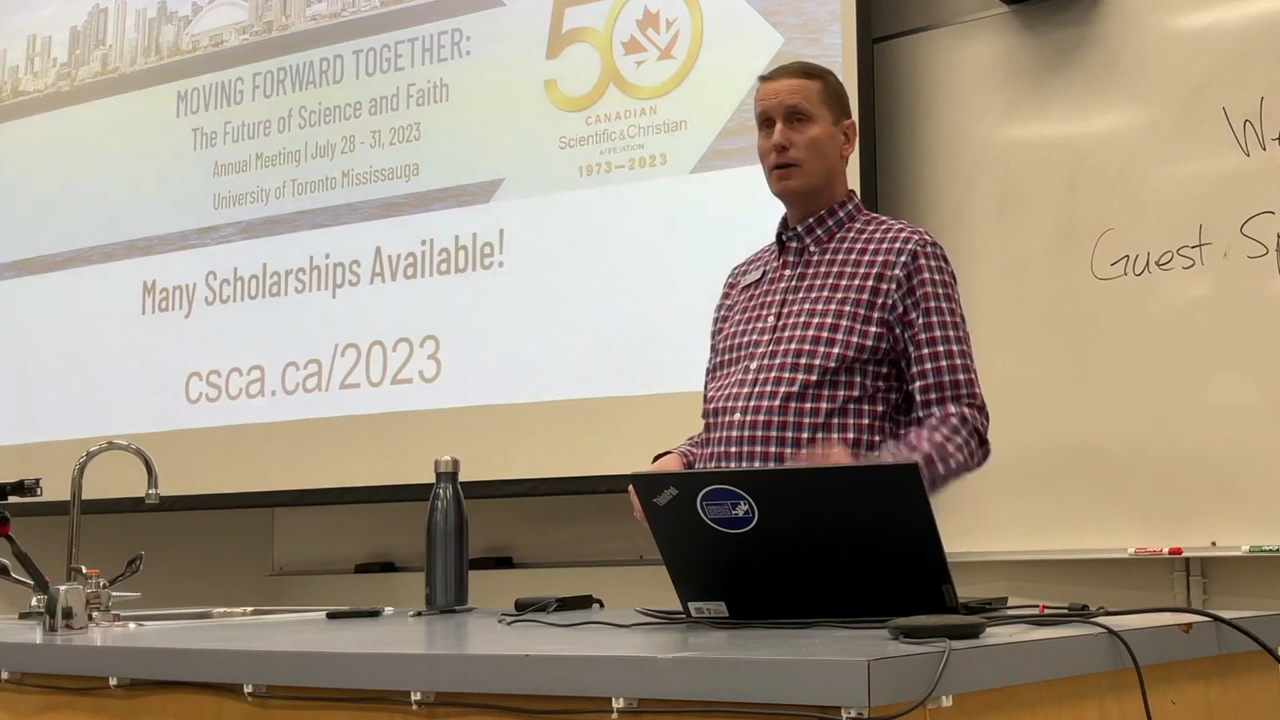 MOVING FORWARD TOGETHER:
The Future of Science and Faith
Annual Meeting | July 28 - 31, 2023
University of Toronto Mississauga
50
CANADIAN
Scientific & Christian
AFFILIATION
1973—2023
Many Scholarships Available!
csca.ca/2023
Guest Sp
ThinkPad